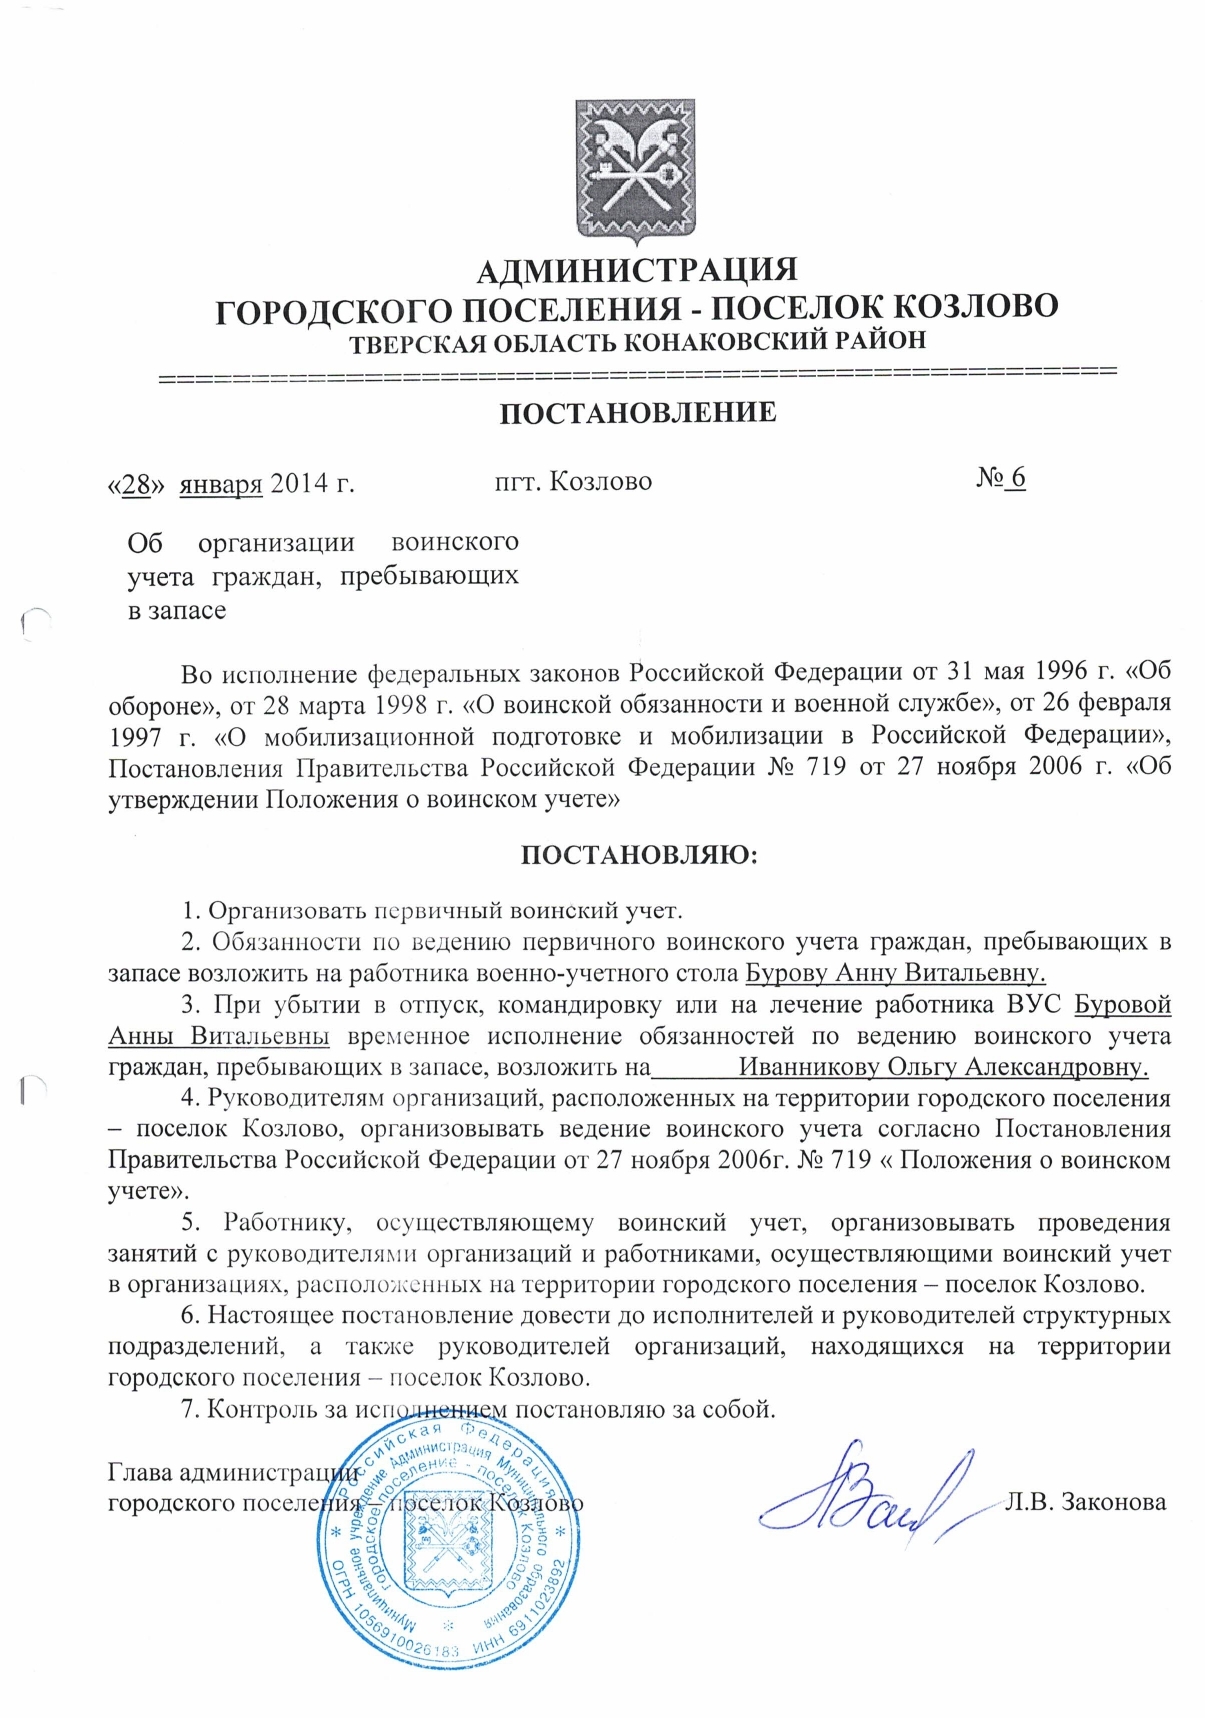 АДМИНИСТРАЦИЯ
ГОРОДСКОГО ПОСЕЛЕНИЯ - ПОСЕЛОК КОЗЛОВО
ТВЕРСКАЯ ОБЛАСТЬ КОНАКОВСКИЙ РАЙОН
ПОСТАНОВЛЕНИЕ
«28» января 2014 г. пгт. Козлово № 6
Об организации воинского
учета граждан, пребывающих
в запасе
Во исполнение федеральных законов Российской Федерации от 31 мая 1996 г. «Об
обороне», от 28 марта 1998 г. «О воинской обязанности и военной службе», от 26 февраля
1997 г. «О мобилизационной подготовке и мобилизации в Российской Федерации»,
Постановления Правительства Российской Федерации № 719 от 27 ноября 2006 г. «Об
утверждении Положения о воинском учете»
ПОСТАНОВЛЯЮ:
1. Организовать первичный воинский учет.
2. Обязанности по ведению первичного воинского учета граждан, пребывающих в
запасе возложить на работника военно-учетного стола Бурову Анну Витальевну.
3. При убытии в отпуск, командировку или на лечение работника ВУС Буровой
Анны Витальевны временное исполнение обязанностей по ведению воинского учета
граждан, пребывающих в запасе, возложить на Иванникову Ольгу Александровну.
4. Руководителям организаций, расположенных на территории городского поселения
– поселок Козлово, организовывать ведение воинского учета согласно Постановления
Правительства Российской Федерации от 27 ноября 2006г. № 719 « Положения о воинском
учете».
5. Работнику, осуществляющему воинский учет, организовывать проведения
занятий с руководителями организаций и работниками, осуществляющими воинский учет
в организациях, расположенных на территории городского поселения – поселок Козлово.
6. Настоящее постановление довести до исполнителей и руководителей структурных
подразделений, а также руководителей организаций, находящихся на территории
городского поселения – поселок Козлово.
7. Контроль за исполнением постановляю за собой.
Глава администрации
городского поселения – поселок Козлово Л.В. Законова
Российская Федерация
Муниципальное учреждение Администрация Муниципального образования
городское поселение - поселок Козлово
ОГРН 1056910026183 ИНН 6911023892